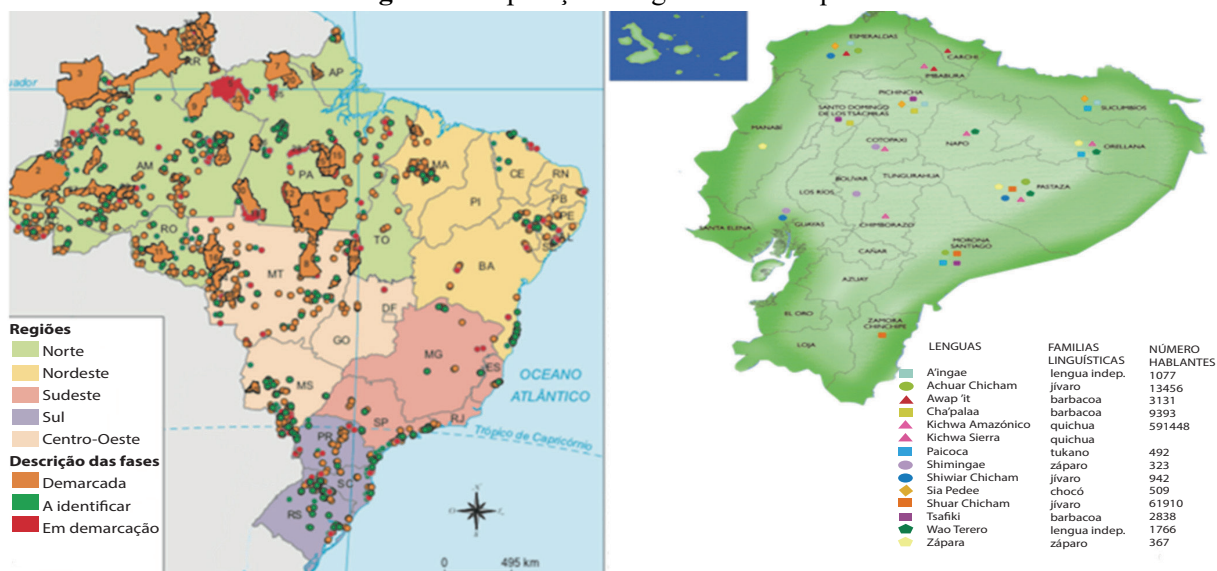 OCEANO
ATLÂNTICO
Trópico de Capricórnio
RR
AP
AM
PA
MA
CE
RN
PB
PE
PI
TO
BA
RO
MT
DF
GO
MG
ES
MS
SP
RJ
PR
SC
RS
0 495 km
Regiões
Norte
Nordeste
Sudeste
Sul
Centro-Oeste
Descrição das fases
Demarcada
A identificar
Em demarcação
ESMERALDAS
CARCHI
IMBABURA
PICHINCHA
SANTO DOMINGO
DE LOS TSÁCHILAS
SUCUMBIOS
MANABÍ
COTOPAXI
NAPO
ORELLANA
BOLIVAR
TUNGURAHUA
LOS RÍOS
PASTAZA
SANTA ELENA
GUAYAS
CHIMBORAZO
CAÑAR
MORONA
SANTIAGO
AZUAY
EL ORO
ZAMORA
CHINCHIPE
LOJA
LENGUAS FAMILIAS LINGUÍSTICAS NÚMERO HABLANTES
A'ingae lengua indep. 1077
Achuar Chicham jívaro 13456
Awap 'it barbacoa 3131
Cha'palaa barbacoa 9393
Kichwa Amazónico quichua 591448
Kichwa Sierra quichua
Paicoca tukano 492
Shimingae záparo 323
Shiwiar Chicham jívaro 942
Sia Pedee chocó 509
Shuar Chicham jívaro 61910
Tsafiki barbacoa 2838
Wao Terero lengua indep. 1766
Zápara záparo 367